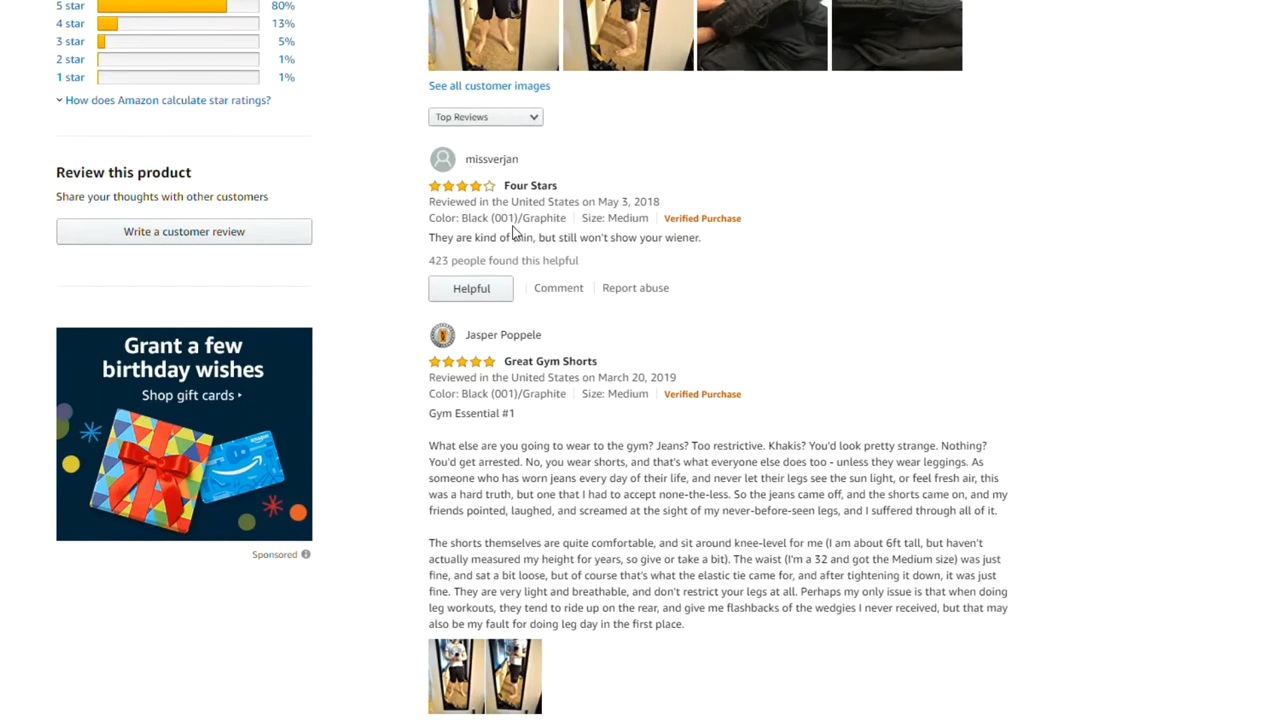 5 star 80%
4 star 13%
3 star 5%
2 star 1%
1 star 1%
How does Amazon calculate star ratings?
Review this product
Share your thoughts with other customers
Write a customer review
Grant a few
birthday wishes
Shop gift cards
amazon
Sponsored
See all customer images
Top Reviews
missverjan
Four Stars
Reviewed in the United States on May 3, 2018
Color: Black (001)/Graphite | Size: Medium | Verified Purchase
They are kind of in, but still won't show your wiener.
423 people found this helpful
Helpful | Comment | Report abuse
Jasper Poppele
Great Gym Shorts
Reviewed in the United States on March 20, 2019
Color: Black (001)/Graphite | Size: Medium | Verified Purchase
Gym Essential #1
What else are you going to wear to the gym? Jeans? Too restrictive. Khakis? You'd look pretty strange. Nothing?
You'd get arrested. No, you wear shorts, and that's what everyone else does too - unless they wear leggings. As
someone who has worn jeans every day of their life, and never let their legs see the sun light, or feel fresh air, this
was a hard truth, but one that I had to accept none-the-less. So the jeans came off, and the shorts came on, and my
friends pointed, laughed, and screamed at the sight of my never-before-seen legs, and I suffered through all of it.
The shorts themselves are quite comfortable, and sit around knee-level for me (I am about 6ft tall, but haven't
actually measured my height for years, so give or take a bit). The waist (I'm a 32 and got the Medium size) was just
fine, and sat a bit loose, but of course that's what the elastic tie came for, and after tightening it down, it was just
fine. They are very light and breathable, and don't restrict your legs at all. Perhaps my only issue is that when doing
leg workouts, they tend to ride up on the rear, and give me flashbacks of the wedgies I never received, but that may
also be my fault for doing leg day in the first place.